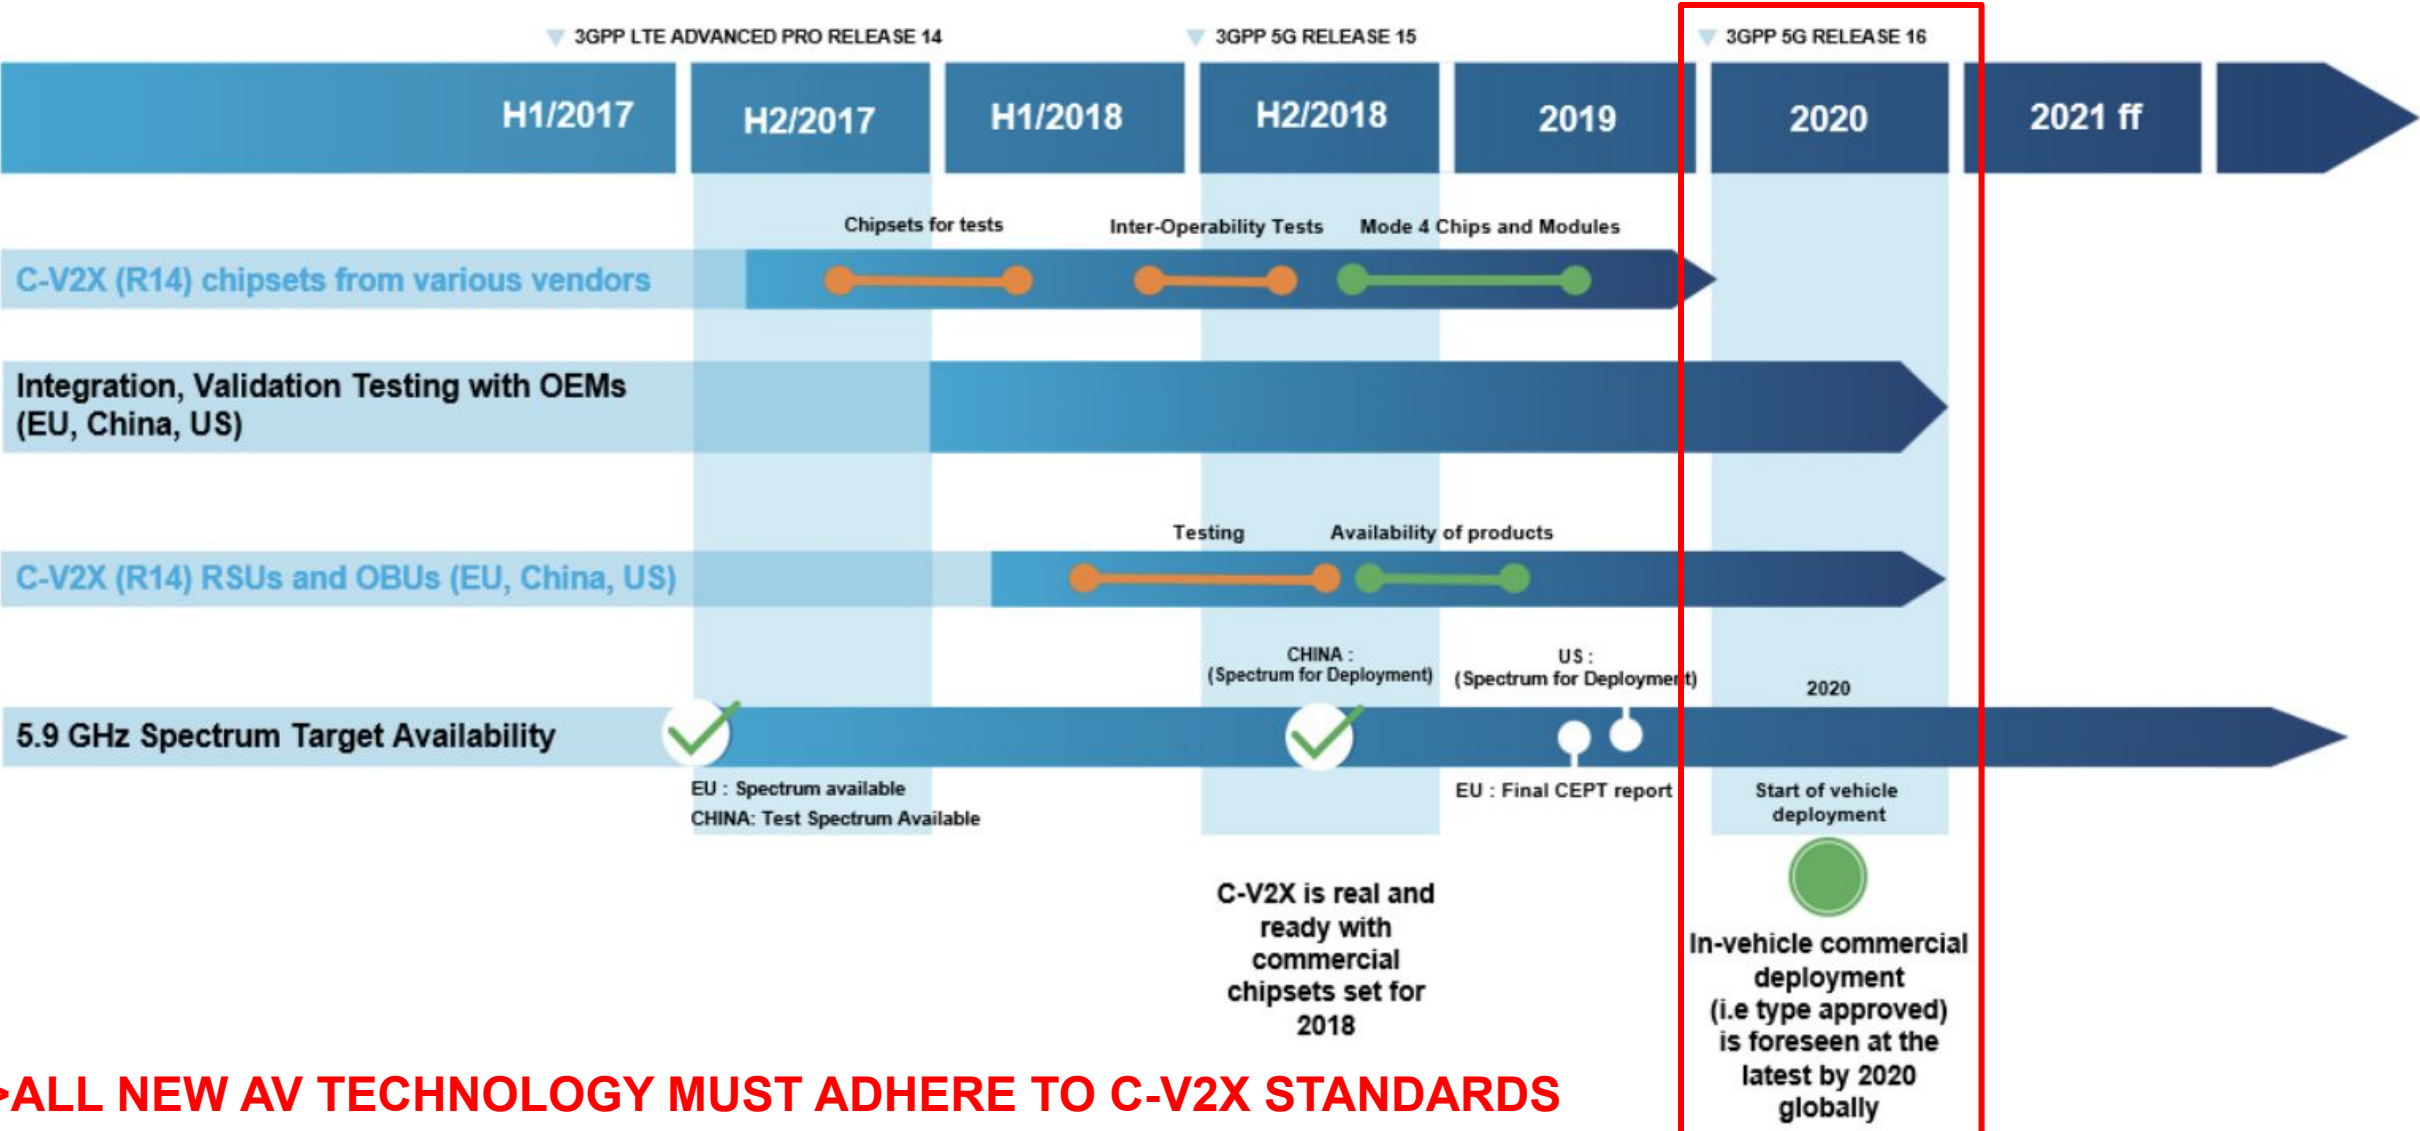 3GPP LTE ADVANCED PRO RELEASE 14
3GPP 5G RELEASE 15
3GPP 5G RELEASE 16
H1/2017
H2/2017
H1/2018
H2/2018
2019
2020
2021 ff
Chipsets for tests
Inter-Operability Tests
Mode 4 Chips and Modules
C-V2X (R14) chipsets from various vendors
Integration, Validation Testing with OEMs
(EU, China, US)
Testing
Availability of products
C-V2X (R14) RSUs and OBUs (EU, China, US)
CHINA :
(Spectrum for Deployment)
US :
(Spectrum for Deployment)
2020
5.9 GHz Spectrum Target Availability
EU : Spectrum available
CHINA: Test Spectrum Available
EU : Final CEPT report
Start of vehicle
deployment
C-V2X is real and
ready with
commercial
chipsets set for
2018
In-vehicle commercial
deployment
(i.e type approved)
is foreseen at the
latest by 2020
globally
>ALL NEW AV TECHNOLOGY MUST ADHERE TO C-V2X STANDARDS